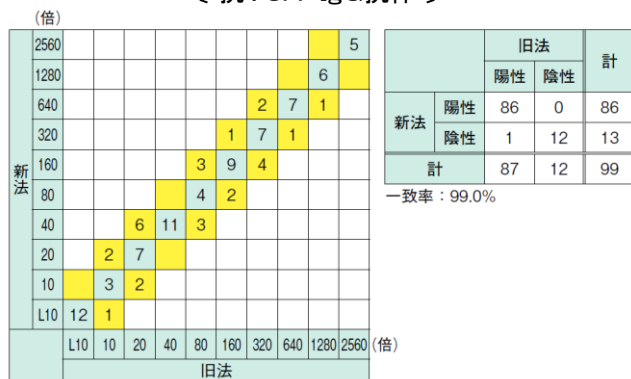 (倍)
2560 5
1280 6
640 2 7 1
320 1 7 1
160 3 9 4
80 4 2
40 6 11 3
20 2 7
10 3 2
L10 12 1
新法
L10 10 20 40 80 160 320 640 1280 2560 (倍)
旧法
旧法 計
陽性 陰性
新法 陽性 86 0 86
陰性 1 12 13
計 87 12 99
一致率：99.0%